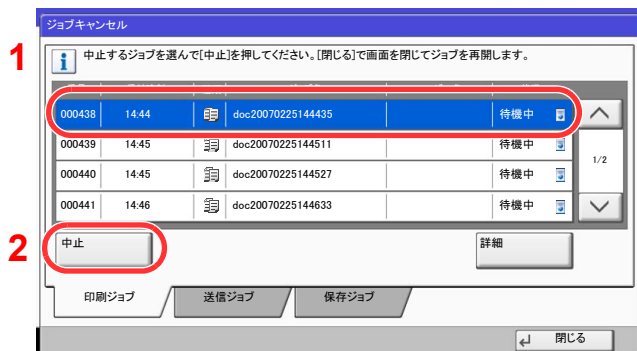 ジョブキャンセル
1
i 中止するジョブを選んで[中止]を押してください。[閉じる]で画面を閉じてジョブを再開します。
000438 14:44 doc20070225144435 待機中
000439 14:45 doc20070225144511 待機中
1/2
000440 14:45 doc20070225144527 待機中
000441 14:46 doc20070225144633 待機中
2 中止 詳細
印刷ジョブ 送信ジョブ 保存ジョブ
閉じる